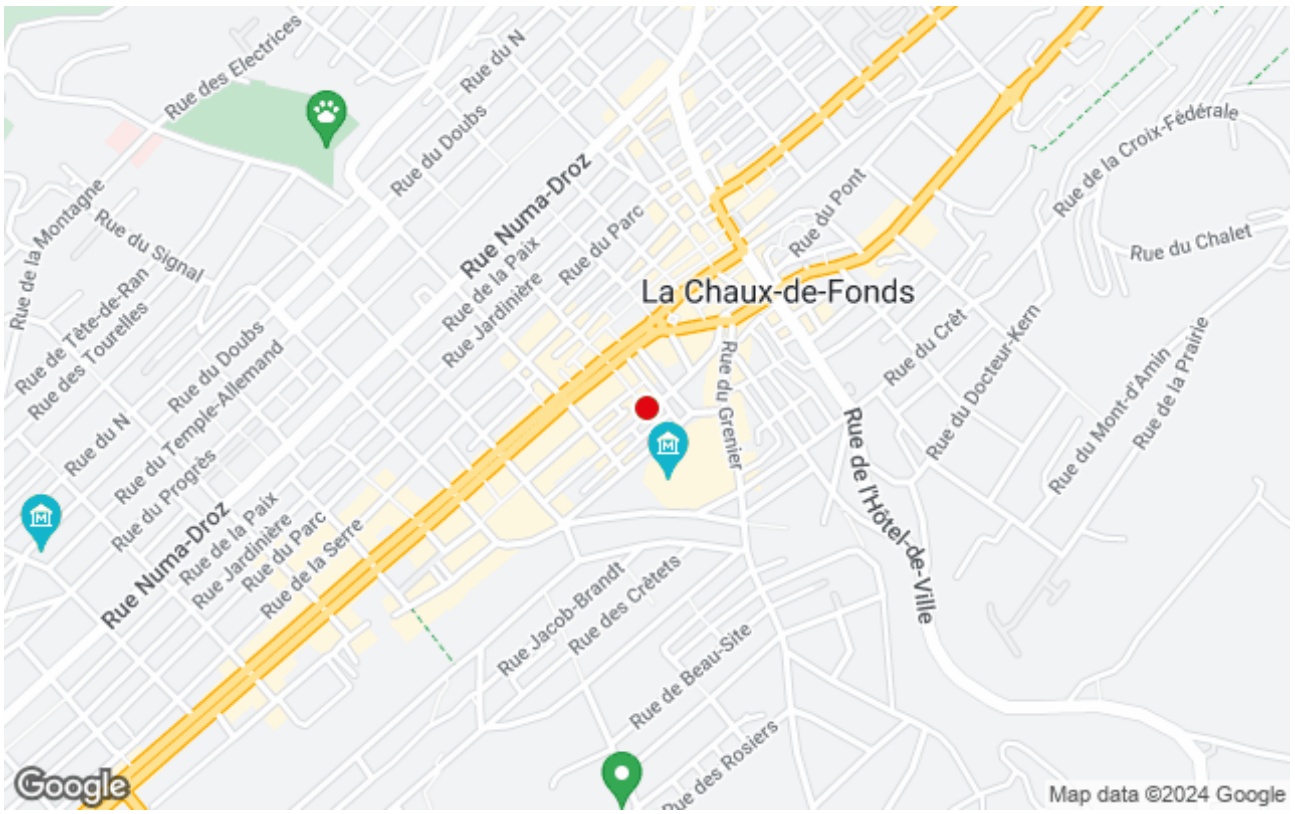 Rue des Electrices
Rue du N
Rue du Doubs
Rue Numa-Droz
Rue de la Croix-Fédérale
Rue du Pont
Rue du Parc
Rue de la Montagne
Rue du Signal
Rue de la Paix
Rue Jardinière
Rue du Chalet
La Chaux-de-Fonds
Rue de Tête-de-Ran
Rue des Tourelles
Rue du Doubs
Rue du Temple-Allemand
Rue du Crêt
Rue du Docteur-Kern
Rue du Mont-d'Amin
Rue de la Prairie
Rue du Grenier
Rue du N
Rue du Progrès
Rue de l'Hôtel-de-Ville
Rue Numa-Droz
Rue de la Paix
Rue Jardinière
Rue du Parc
Rue de la Serre
Rue Jacob-Brandt
Rue des Crêtets
Rue de Beau-Site
Rue des Rosiers
M
M
Google
Map data ©2024 Google